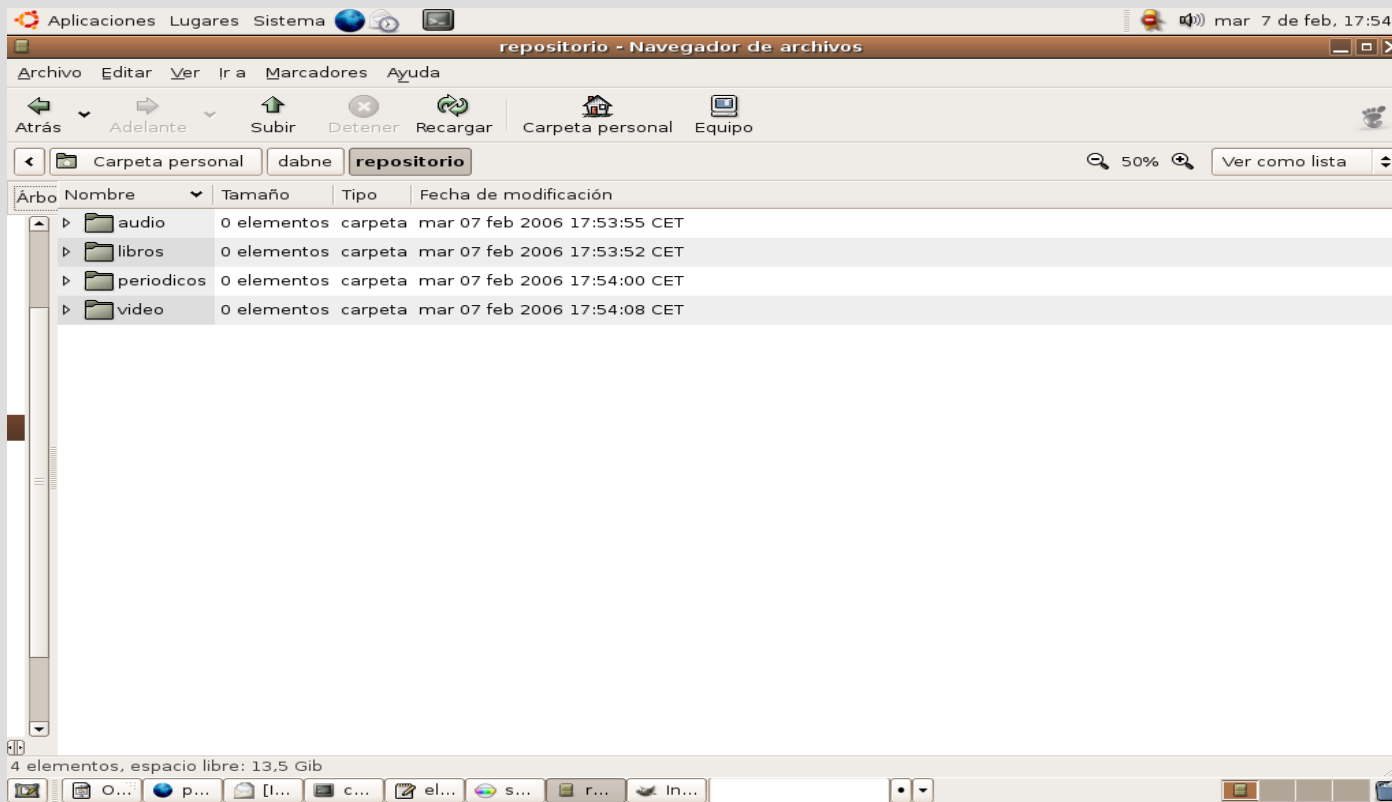 Aplicaciones Lugares Sistema mar 7 de feb, 17:54
repositorio - Navegador de archivos
Archivo Editar Ver Ir a Marcadores Ayuda
Atrás Adelante Subir Detener Recargar Carpeta personal Equipo
Carpeta personal dabne repositorio 50% Ver como lista
Árbo Nombre Tamaño Tipo Fecha de modificación
audio 0 elementos carpeta mar 07 feb 2006 17:53:55 CET
libros 0 elementos carpeta mar 07 feb 2006 17:53:52 CET
periodicos 0 elementos carpeta mar 07 feb 2006 17:54:00 CET
video 0 elementos carpeta mar 07 feb 2006 17:54:08 CET
4 elementos, espacio libre: 13,5 Gib
O... p... [I... c... el... s... r... In...